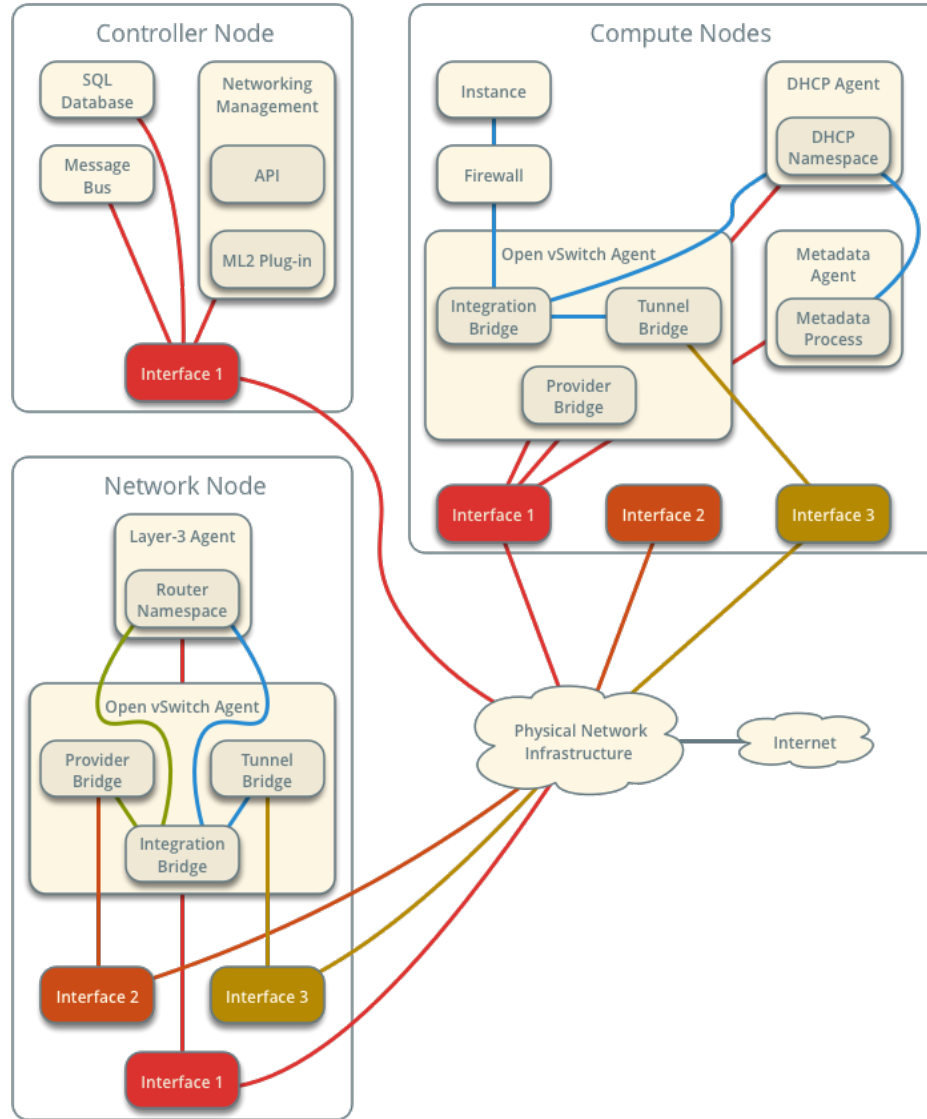 Controller Node
SQL
Database
Networking
Management
Message
Bus
API
ML2 Plug-in
Interface 1
Compute Nodes
Instance
DHCP Agent
DHCP
Namespace
Firewall
Open vSwitch Agent
Metadata
Agent
Integration
Bridge
Tunnel
Bridge
Metadata
Process
Provider
Bridge
Interface 1
Interface 2
Interface 3
Network Node
Layer-3 Agent
Router
Namespace
Open vSwitch Agent
Provider
Bridge
Tunnel
Bridge
Integration
Bridge
Interface 2
Interface 3
Interface 1
Physical Network
Infrastructure
Internet